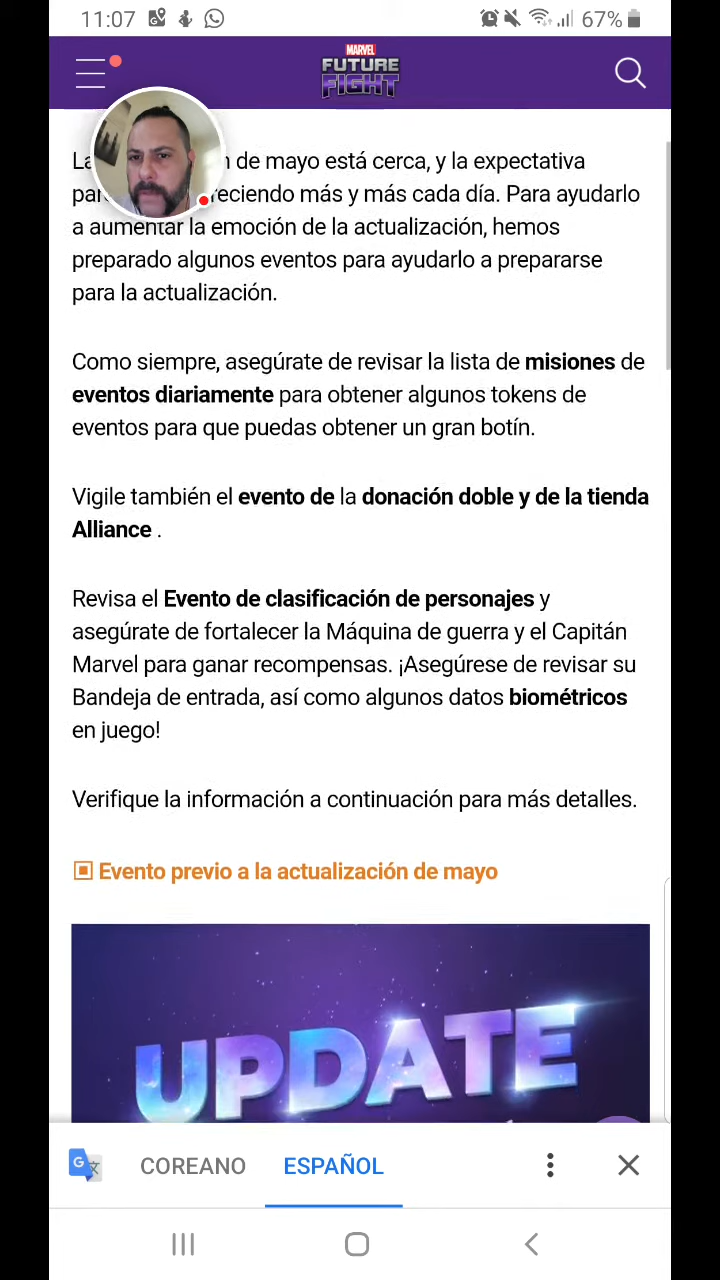 11:07
67%
MARVEL
FUTURE
FIGHT
de mayo está cerca, y la expectativa
reciendo más y más cada día. Para ayudarlo
a aumentar la emoción de la actualización, hemos
preparado algunos eventos para ayudarlo a prepararse
para la actualización.
Como siempre, asegúrate de revisar la lista de misiones de
eventos diariamente para obtener algunos tokens de
eventos para que puedas obtener un gran botín.
Vigile también el evento de la donación doble y de la tienda
Alliance .
Revisa el Evento de clasificación de personajes y
asegúrate de fortalecer la Máquina de guerra y el Capitán
Marvel para ganar recompensas. ¡Asegúrese de revisar su
Bandeja de entrada, así como algunos datos biométricos
en juego!
Verifique la información a continuación para más detalles.
Evento previo a la actualización de mayo
UPDATE
COREANO ESPAÑOL